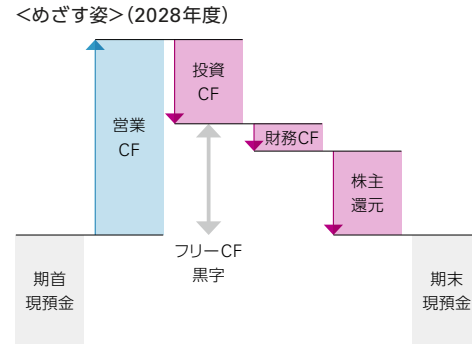 <めざす姿>(2028年度)
投資
CF
営業
CF
財務CF
株主
還元
フリーCF
黒字
期首
現預金
期末
現預金